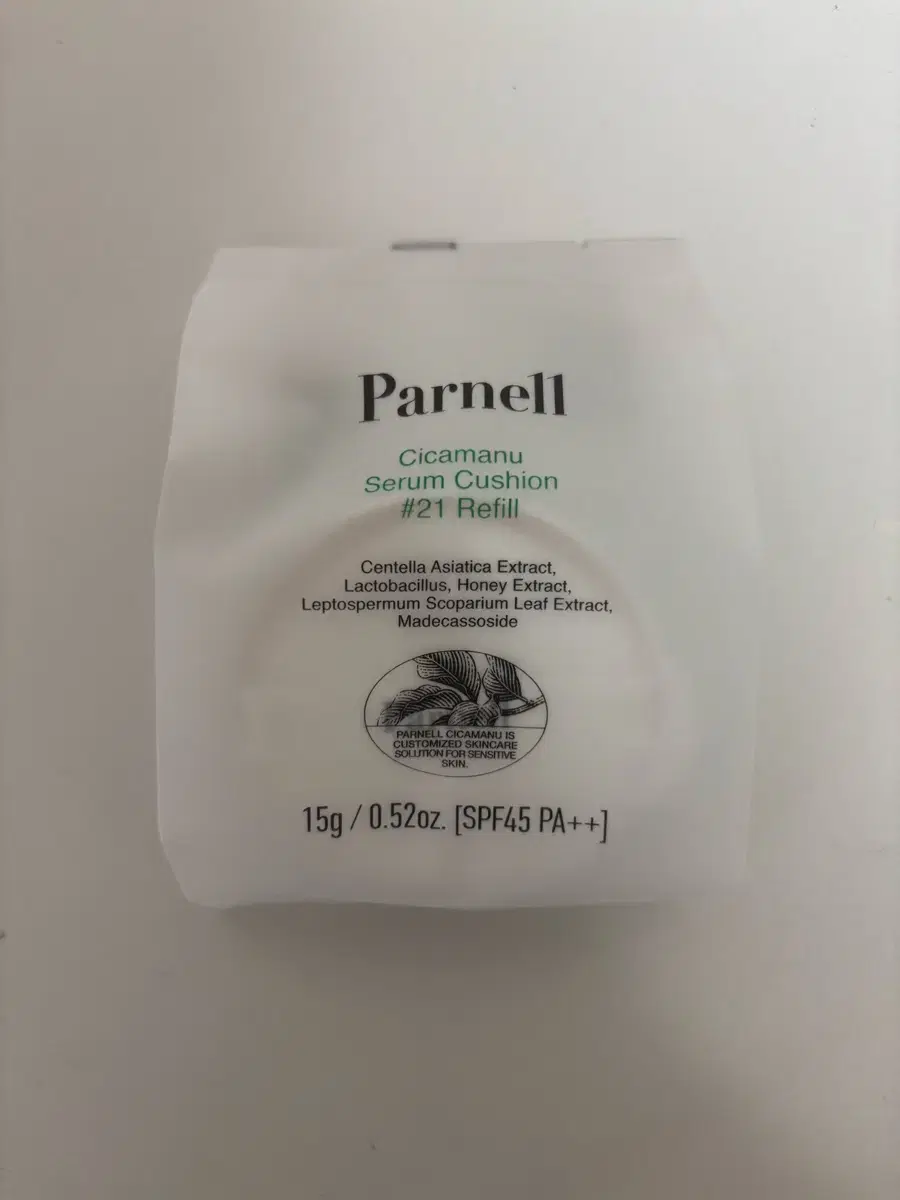 Parnell
Cicamanu
Serum Cushion
#21 Refill
Centella Asiatica Extract,
Lactobacillus, Honey Extract,
Leptospermum Scoparium Leaf Extract,
Madecassoside
PARNELL CICAMANU IS
CUSTOMIZED SKINCARE
SOLUTION FOR SENSITIVE
SKIN.
15g / 0.52oz. [SPF45 PA++]